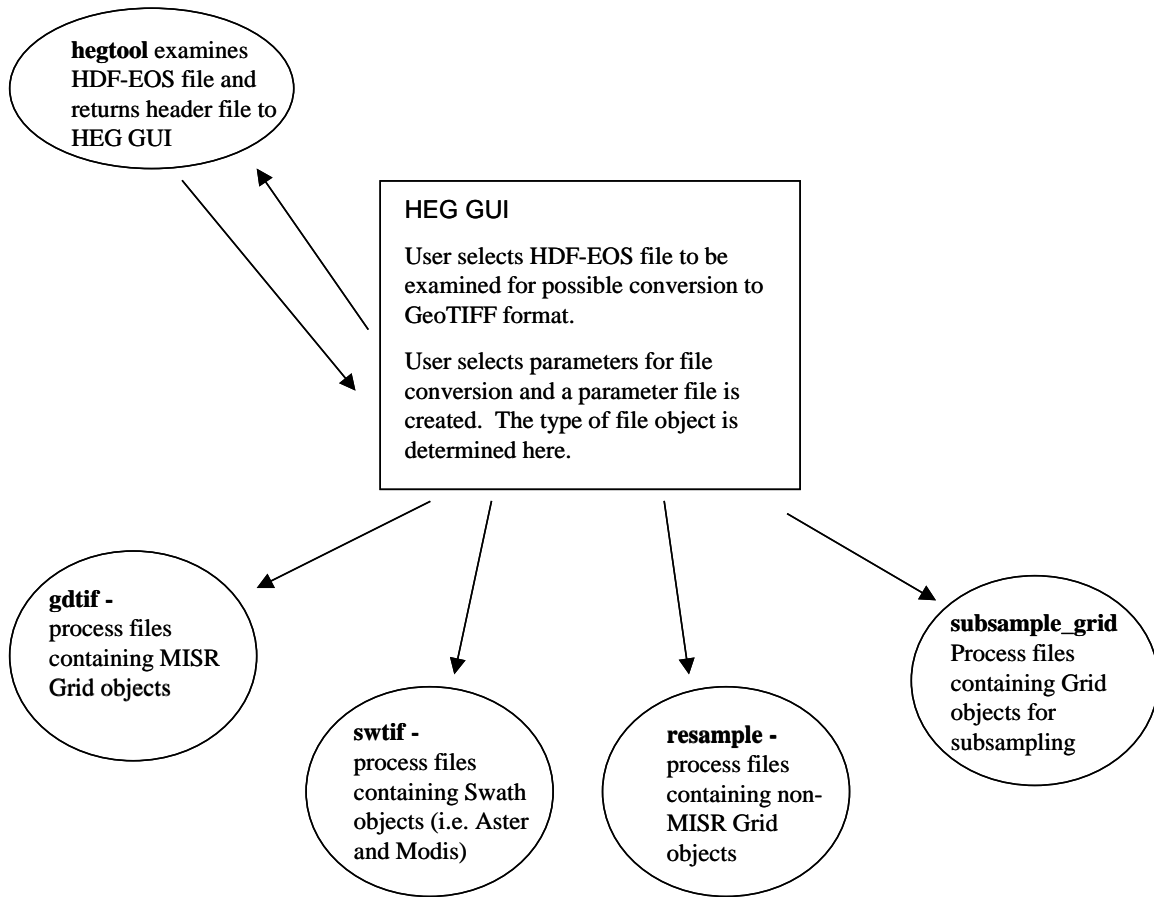 hegtool examines
HDF-EOS file and
returns header file to
HEG GUI
HEG GUI
User selects HDF-EOS file to be
examined for possible conversion to
GeoTIFF format.
User selects parameters for file
conversion and a parameter file is
created.  The type of file object is
determined here.
gdtif -
process files
containing MISR
Grid objects
swtif -
process files
containing Swath
objects (i.e. Aster
and Modis)
resample -
process files
containing non-
MISR Grid
objects
subsample_grid
Process files
containing Grid
objects for
subsampling